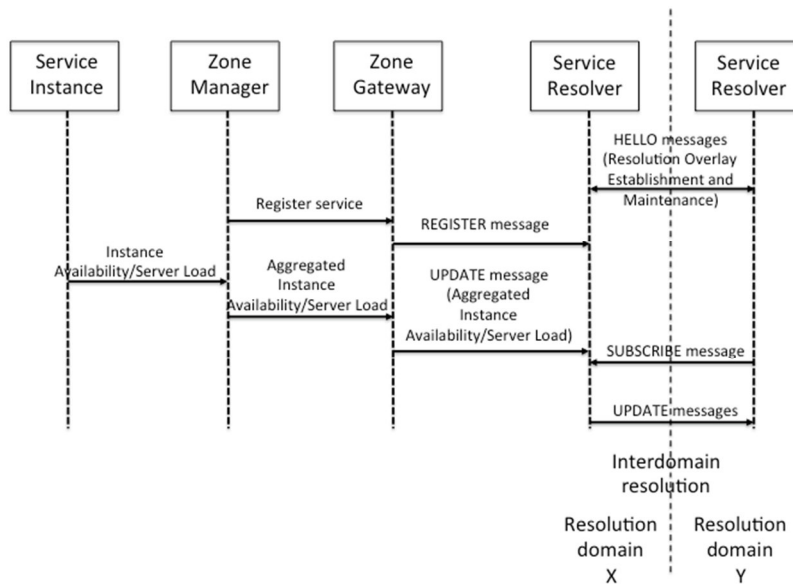 Service
Instance
Zone
Manager
Zone
Gateway
Service
Resolver
Service
Resolver
HELLO messages
(Resolution Overlay
Establishment and
Maintenance)
Register service
REGISTER message
Instance
Availability/Server Load
Aggregated
Instance
Availability/Server Load
UPDATE message
(Aggregated
Instance
Availability/Server Load)
SUBSCRIBE message
UPDATE messages
Interdomain
resolution
Resolution
domain
X
Resolution
domain
Y